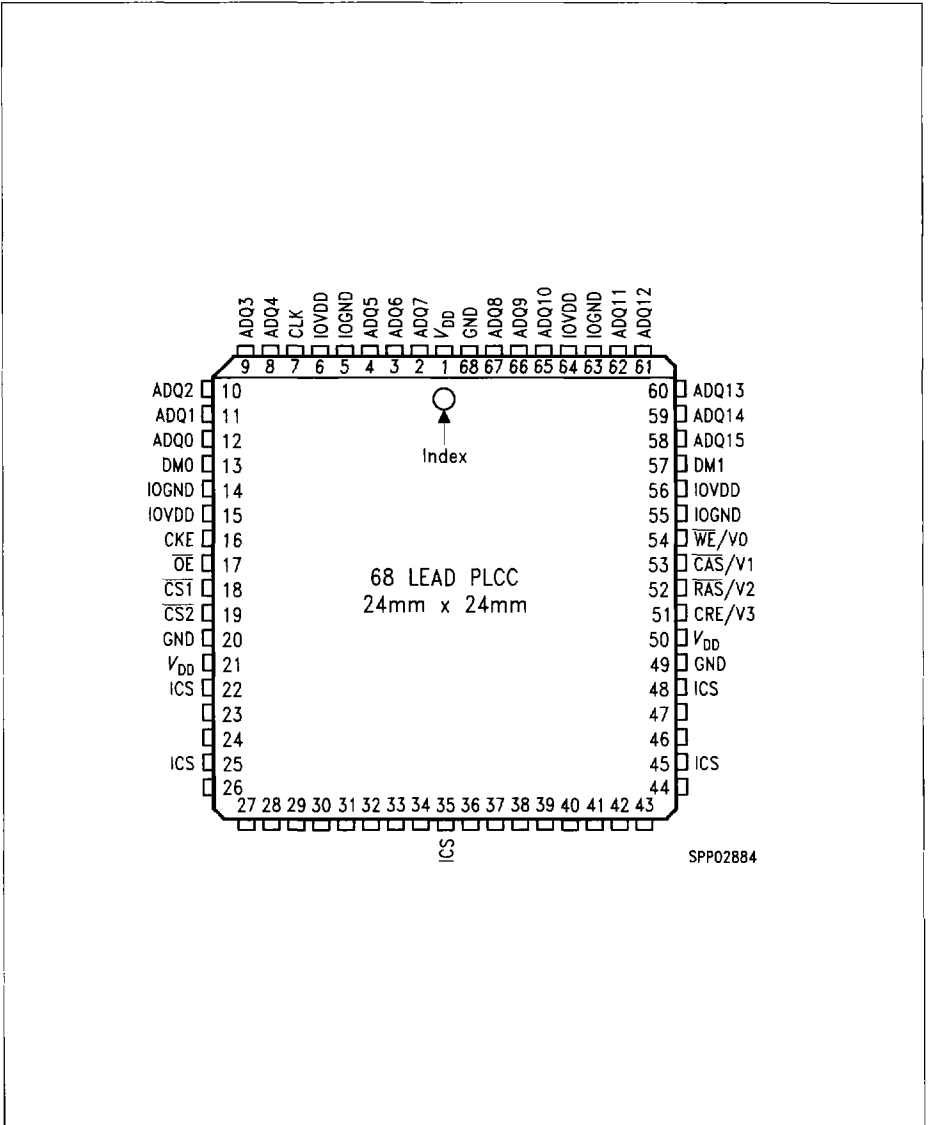 ADQ3 ADQ4 CLK IOVDD IOGND ADQ5 ADQ6 ADQ7 VDD GND ADQ8 ADQ9 ADQ10 IOVDD IOGND ADQ11 ADQ12
9 8 7 6 5 4 3 2 1 68 67 66 65 64 63 62 61
ADQ2 10
ADQ1 11
ADQ0 12
DM0 13
IOGND 14
IOVDD 15
CKE 16
O̅E̅ 17
C̅S̅1̅ 18
C̅S̅2̅ 19
GND 20
VDD 21
ICS 22
23
24
ICS 25
26
Index
68 LEAD PLCC
24mm x 24mm
60 ADQ13
59 ADQ14
58 ADQ15
57 DM1
56 IOVDD
55 IOGND
54 W̅E̅/V0
53 C̅A̅S̅/V1
52 R̅A̅S̅/V2
51 CRE/V3
50 VDD
49 GND
48 ICS
47
46
45 ICS
44
27 28 29 30 31 32 33 34 35 36 37 38 39 40 41 42 43
ICS
SPP02884